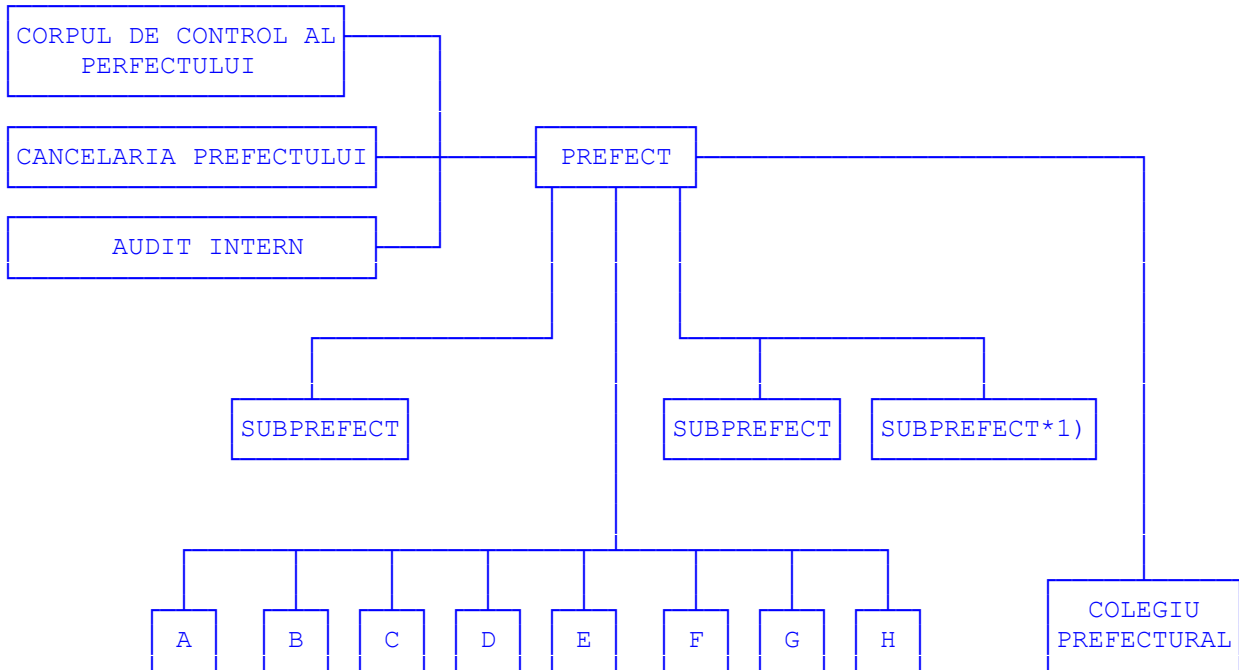 CORPUL DE CONTROL AL
PERFECTULUI
CANCELARIA PREFECTULUI
PREFECT
AUDIT INTERN
SUBPREFECT
SUBPREFECT
SUBPREFECT*1)
A
B
C
D
E
F
G
H
COLEGIU
PREFECTURAL